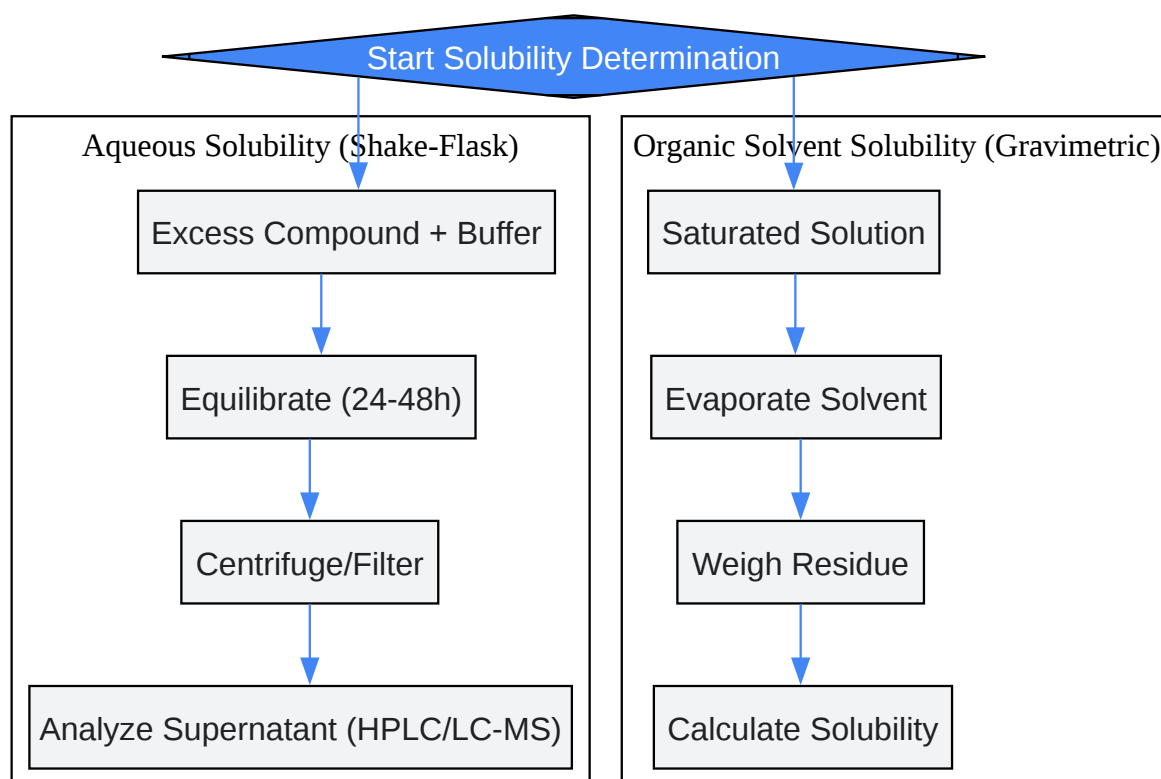 Start Solubility Determination
Aqueous Solubility (Shake-Flask)
Excess Compound + Buffer
Equilibrate (24-48h)
Centrifuge/Filter
Analyze Supernatant (HPLC/LC-MS)
Organic Solvent Solubility (Gravimetric)
Saturated Solution
Evaporate Solvent
Weigh Residue
Calculate Solubility